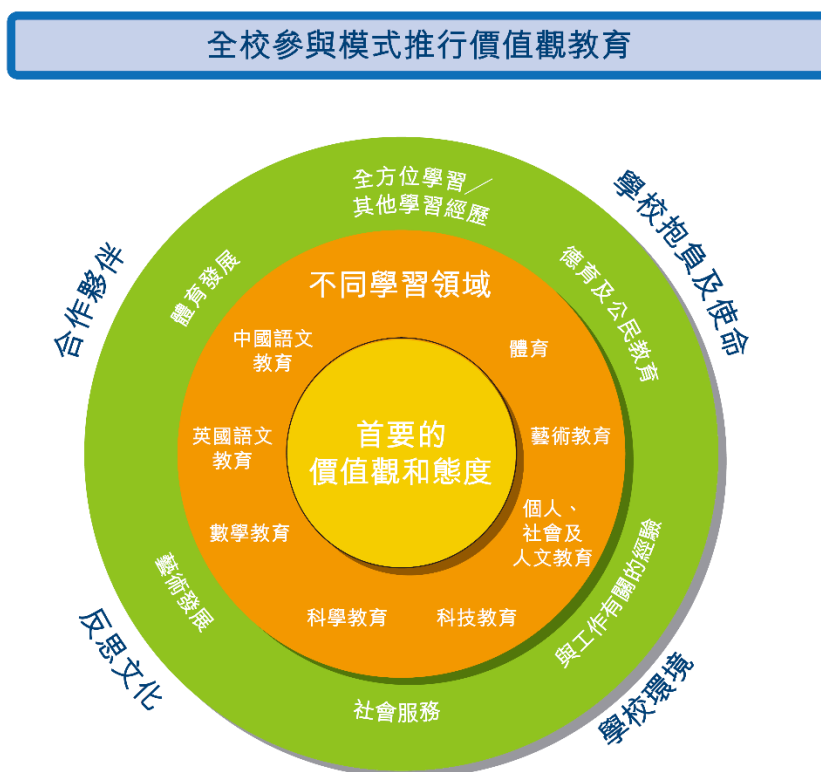 全校參與模式推行價值觀教育
全方位學習／
其他學習經歷
學校抱負及使命
合作夥伴
體育發展
德育及公民教育
不同學習領域
中國語文
教育
體育
首要的
價值觀和態度
英國語文
教育
藝術教育
數學教育
個人、
社會及
人文教育
科學教育
科技教育
藝術發展
與工作有關的經驗
社會服務
反思文化
學校環境